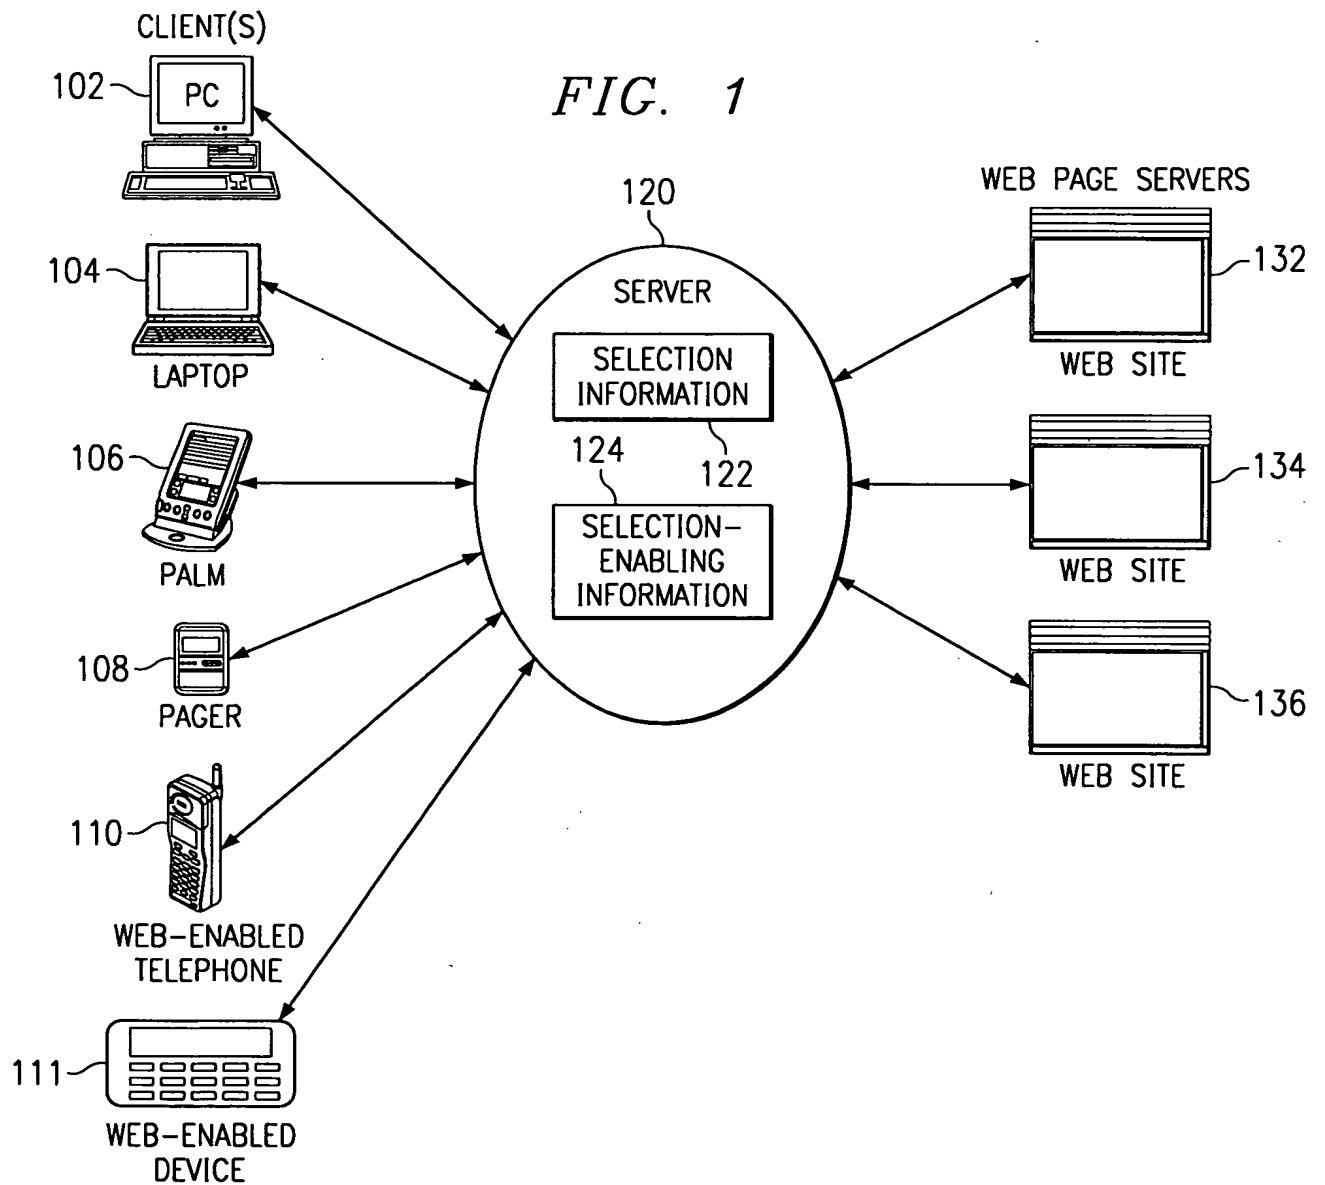 CLIENT(S)
102
PC
FIG. 1
104
LAPTOP
106
PALM
108
PAGER
110
WEB-ENABLED
TELEPHONE
111
WEB-ENABLED
DEVICE
120
SERVER
SELECTION
INFORMATION
122
124
SELECTION-
ENABLING
INFORMATION
WEB PAGE SERVERS
132
WEB SITE
134
WEB SITE
136
WEB SITE